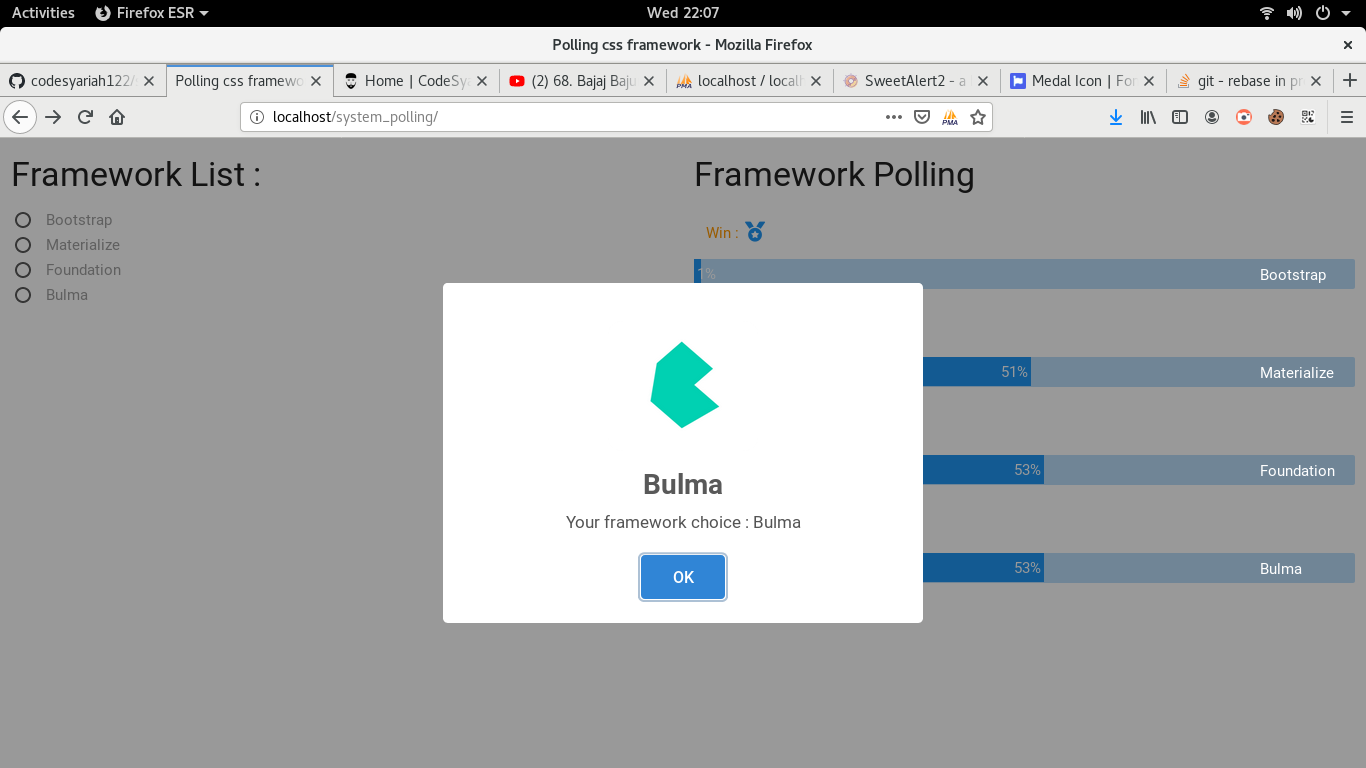 Activities Firefox ESR Wed 22:07
Polling css framework - Mozilla Firefox
codesyariah122/ Polling css framewo Home | CodeSya (2) 68. Bajaj Baju localhost / localh SweetAlert2 - a Medal Icon | Fon git - rebase in pr
localhost/system_polling/
Framework List :
Bootstrap
Materialize
Foundation
Bulma
Framework Polling
Win :
1% Bootstrap
51% Materialize
53% Foundation
53% Bulma
Bulma
Your framework choice : Bulma
OK